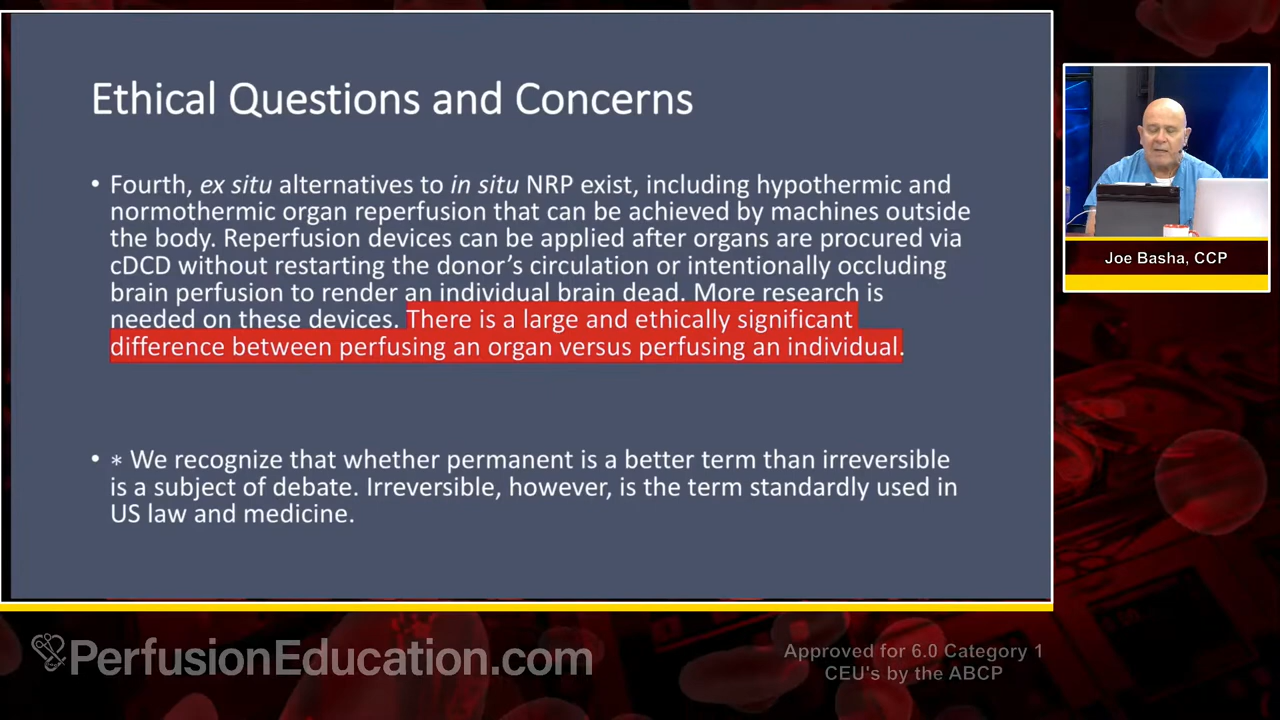 Ethical Questions and Concerns
• Fourth, ex situ alternatives to in situ NRP exist, including hypothermic and
normothermic organ reperfusion that can be achieved by machines outside
the body. Reperfusion devices can be applied after organs are procured via
cDCD without restarting the donor’s circulation or intentionally occluding
brain perfusion to render an individual brain dead. More research is
needed on these devices. There is a large and ethically significant
difference between perfusing an organ versus perfusing an individual.
• ∗ We recognize that whether permanent is a better term than irreversible
is a subject of debate. Irreversible, however, is the term standardly used in
US law and medicine.
Joe Basha, CCP
PerfusionEducation.com
Approved for 6.0 Category 1
CEU's by the ABCP